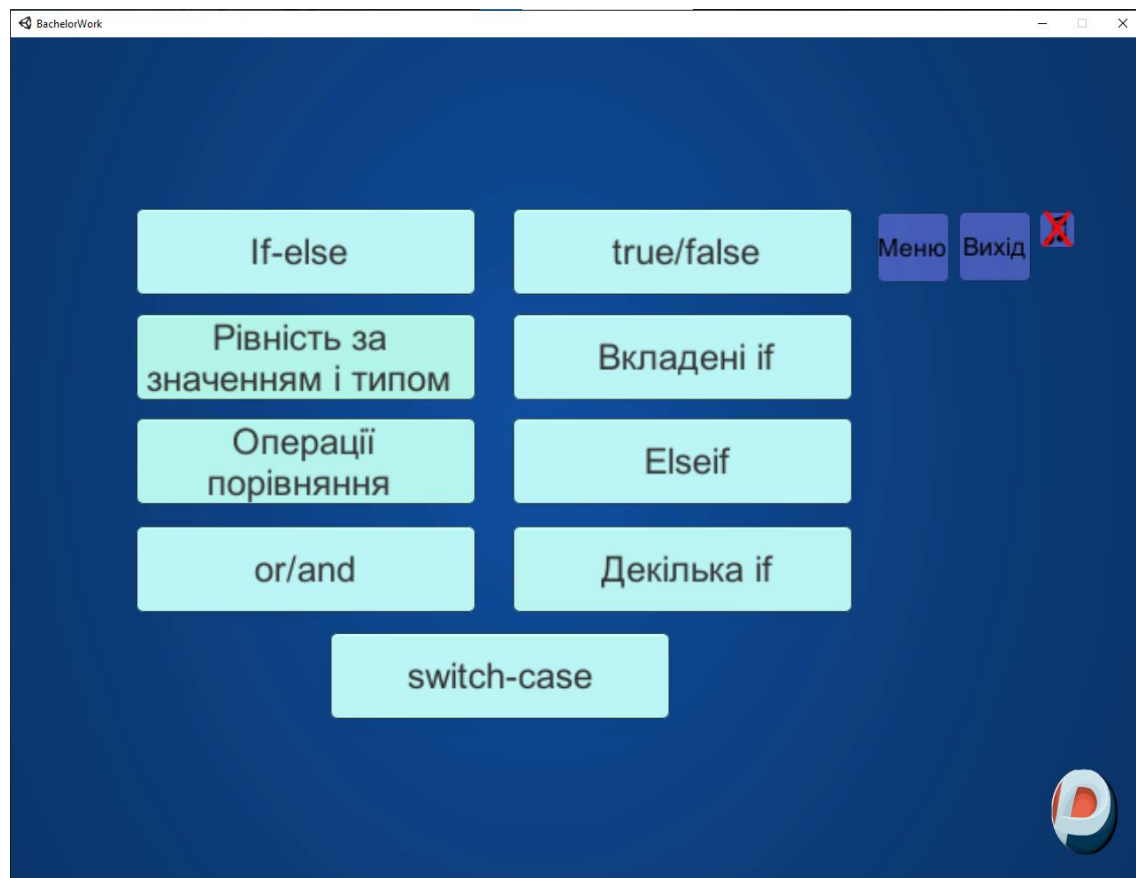 BachelorWork
If-else
true/false
Меню
Вихід
Рівність за
значенням і типом
Вкладені if
Операції
порівняння
Elseif
or/and
Декілька if
switch-case